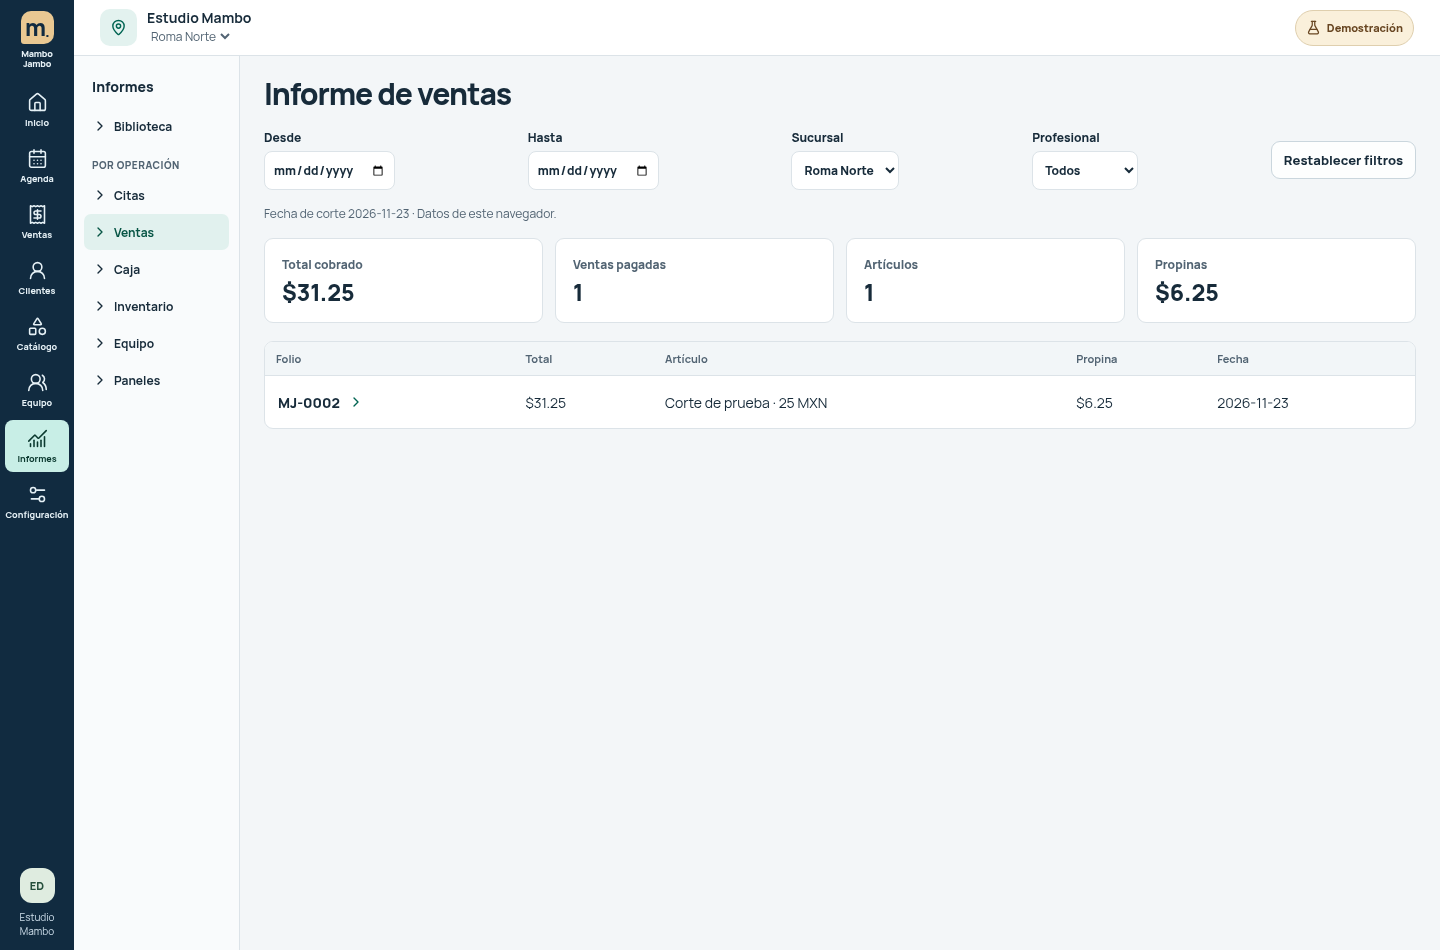 m.
Mambo
Jambo
Inicio
Agenda
Ventas
Clientes
Catálogo
Equipo
Informes
Configuración
ED
Estudio
Mambo
Estudio Mambo
Roma Norte
Demostración
Informes
Biblioteca
POR OPERACIÓN
Citas
Ventas
Caja
Inventario
Equipo
Paneles
Informe de ventas
Desde Hasta Sucursal Profesional
mm/dd/yyyy mm/dd/yyyy Roma Norte Todos Restablecer filtros
Fecha de corte 2026-11-23 · Datos de este navegador.
Total cobrado Ventas pagadas Artículos Propinas
$31.25 1 1 $6.25
Folio Total Artículo Propina Fecha
MJ-0002 $31.25 Corte de prueba · 25 MXN $6.25 2026-11-23